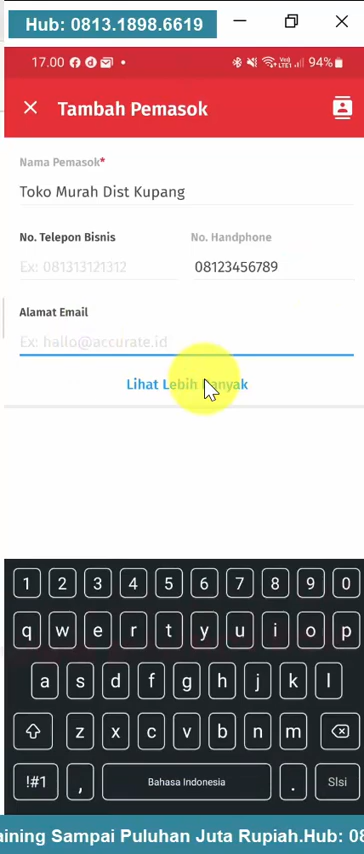 Hub: 0813.1898.6619
17.00
94%
Tambah Pemasok
Nama Pemasok*
Toko Murah Dist Kupang
No. Telepon Bisnis
No. Handphone
Ex: 081313121312
08123456789
Alamat Email
Ex: hallo@accurate.id
Lihat Lebih Banyak
1 2 3 4 5 6 7 8 9 0
q w e r t y u i o p
a s d f g h j k l
z x c v b n m
!#1 , Bahasa Indonesia . Slsi
aining Sampai Puluhan Juta Rupiah.Hub: 08